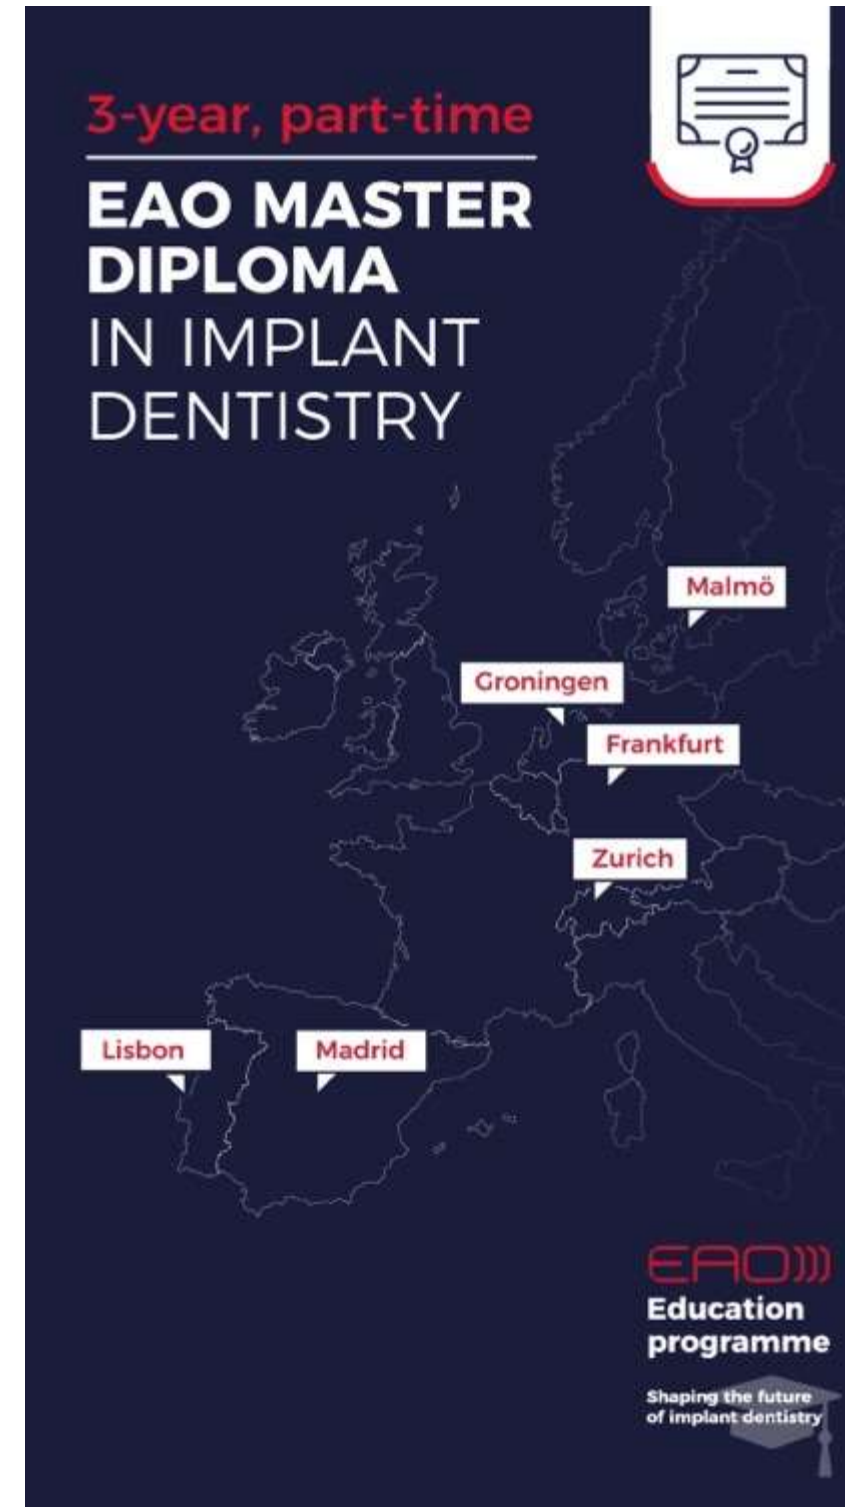 3-year, part-time
EAO MASTER
DIPLOMA
IN IMPLANT
DENTISTRY
Malmö
Groningen
Frankfurt
Zurich
Lisbon
Madrid
EAO)))
Education
programme
Shaping the future
of implant dentistry